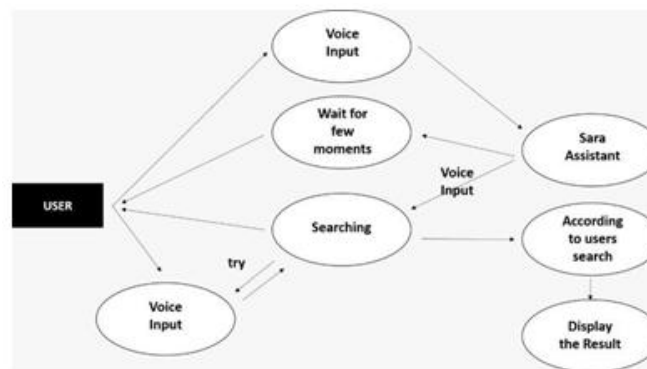 Voice
Input
Wait for
few
moments
Sara
Assistant
Voice
Input
USER
Searching
According
to users
search
try
Voice
Input
Display
the Result